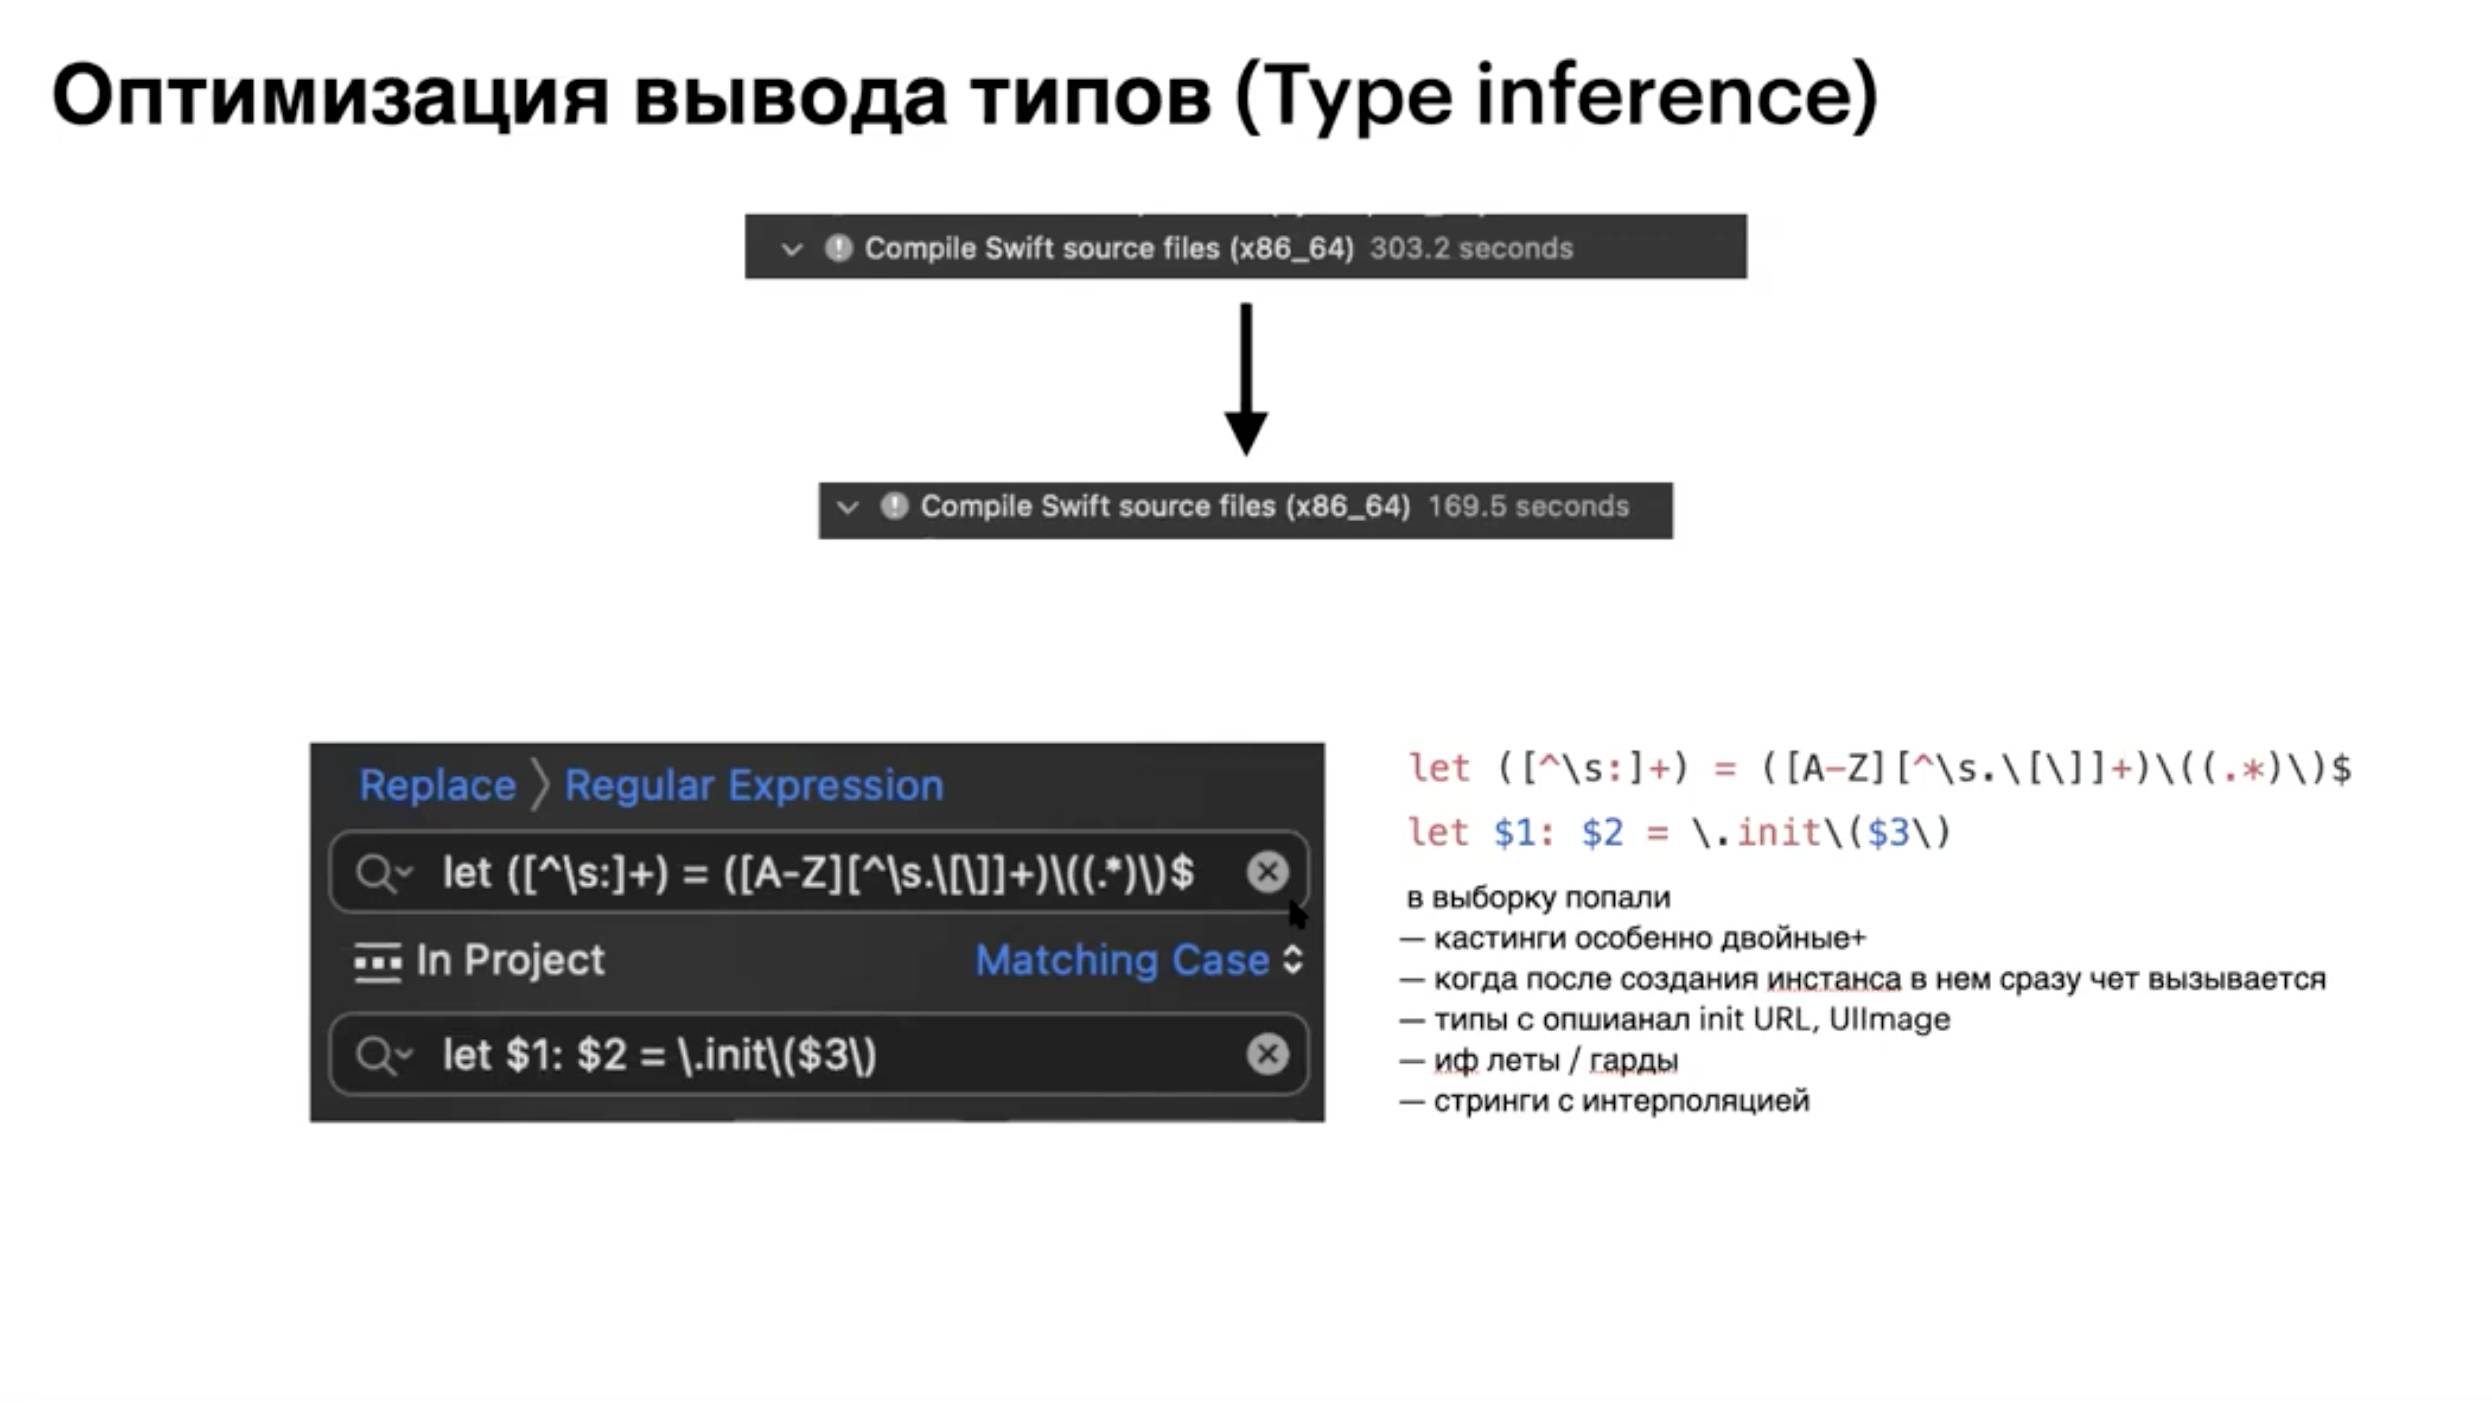 Оптимизация вывода типов (Type inference)
Compile Swift source files (x86_64) 303.2 seconds
Compile Swift source files (x86_64) 169.5 seconds
Replace 〉 Regular Expression
let ([^\s:]+) = ([A-Z][^\s.\[\]]+)\((.*)\)$
In Project Matching Case
let $1: $2 = \.init\($3\)
let ([^\s:]+) = ([A-Z][^\s.\[\]]+)\((.*)\)$
let $1: $2 = \.init\($3\)
в выборку попали
— кастинги особенно двойные+
— когда после создания инстанса в нем сразу чет вызывается
— типы с опшианал init URL, UIImage
— иф леты / гарды
— стринги с интерполяцией